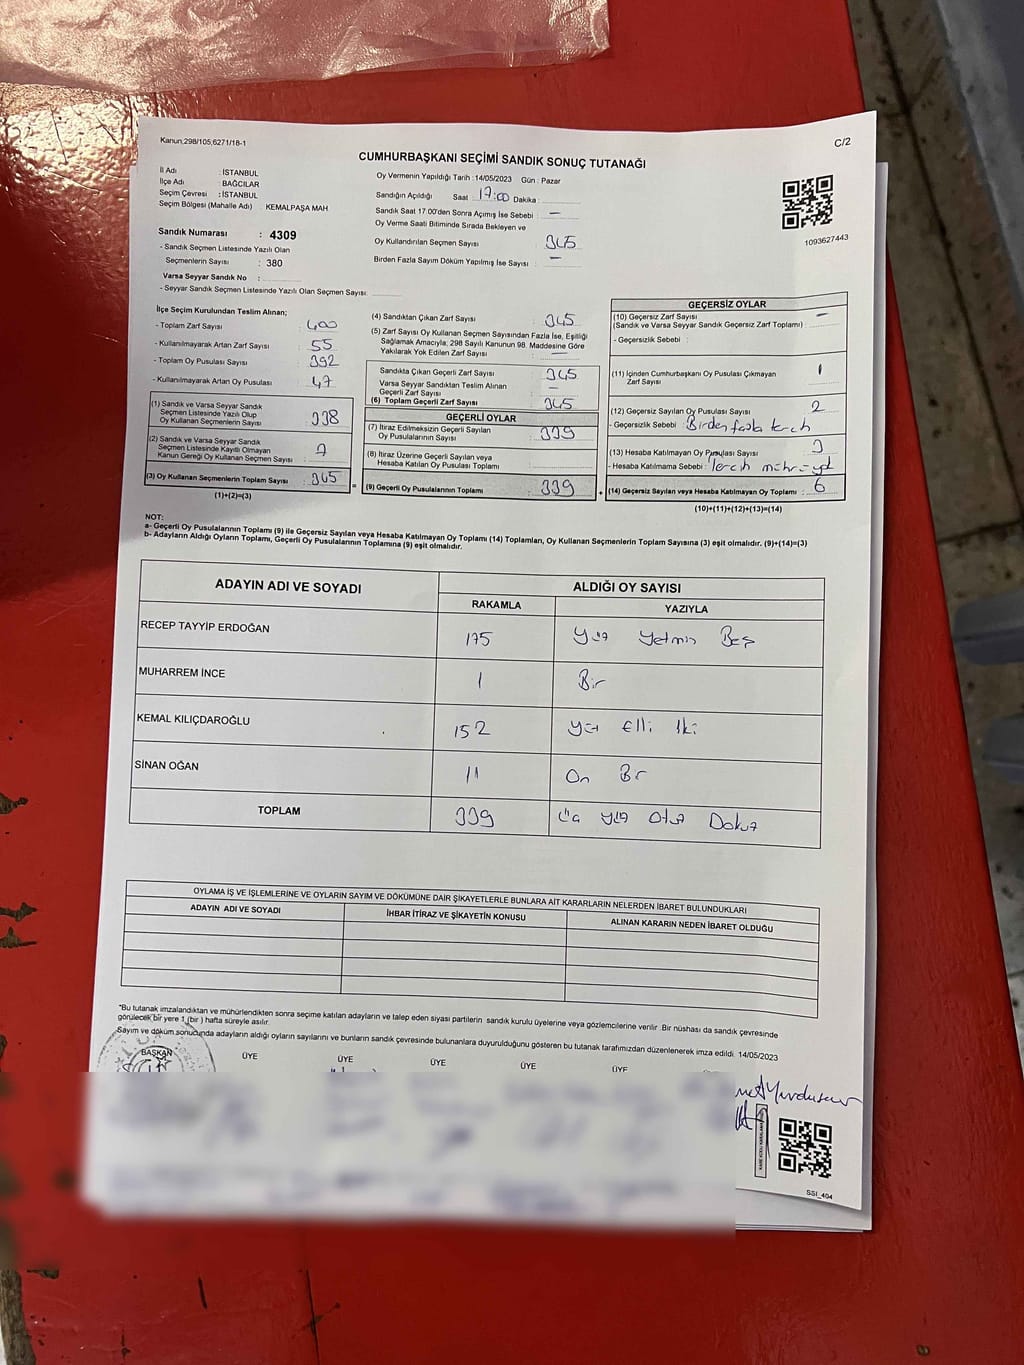 Kanun;298/105;6271/18-1
C/2
CUMHURBAŞKANI SEÇİMİ SANDIK SONUÇ TUTANAĞI
İl Adı : İSTANBUL
İlçe Adı : BAĞCILAR
Seçim Çevresi : İSTANBUL
Seçim Bölgesi (Mahalle Adı) : KEMALPAŞA MAH
Sandık Numarası : 4309
- Sandık Seçmen Listesinde Yazılı Olan
Seçmenlerin Sayısı : 380
Varsa Seyyar Sandık No :
- Seyyar Sandık Seçmen Listesinde Yazılı Olan Seçmen Sayısı:
Oy Vermenin Yapıldığı Tarih :14/05/2023 Gün : Pazar
Sandığın Açıldığı Saat : 17:00 Dakika :
Sandık Saat 17.00'den Sonra Açımış İse Sebebi : —
Oy Verme Saati Bitiminde Sırada Bekleyen ve
Oy Kullandırılan Seçmen Sayısı : 345
Birden Fazla Sayım Döküm Yapılmış İse Sayısı : —
1093627443
İlçe Seçim Kurulundan Teslim Alınan;
- Toplam Zarf Sayısı : 400
- Kullanılmayarak Artan Zarf Sayısı : 55
- Toplam Oy Pusulası Sayısı : 392
- Kullanılmayarak Artan Oy Pusulası : 47
(1) Sandık ve Varsa Seyyar Sandık
Seçmen Listesinde Yazılı Olup
Oy Kullanan Seçmenlerin Sayısı : 338
(2) Sandık ve Varsa Seyyar Sandık
Seçmen Listesinde Kayıtlı Olmayan
Kanun Gereği Oy Kullanan Seçmen Sayısı : 7
(3) Oy Kullanan Seçmenlerin Toplam Sayısı : 345
(1)+(2)=(3)
(4) Sandıktan Çıkan Zarf Sayısı : 345
(5) Zarf Sayısı Oy Kullanan Seçmen Sayısından Fazla İse, Eşitliği
Sağlamak Amacıyla; 298 Sayılı Kanunun 98. Maddesine Göre
Yakılarak Yok Edilen Zarf Sayısı : —
Sandıkta Çıkan Geçerli Zarf Sayısı : 345
Varsa Seyyar Sandıktan Teslim Alınan
Geçerli Zarf Sayısı : —
(6) Toplam Geçerli Zarf Sayısı : 345
GEÇERLİ OYLAR
(7) İtiraz Edilmeksizin Geçerli Sayılan
Oy Pusulalarının Sayısı : 339
(8) İtiraz Üzerine Geçerli Sayılan veya
Hesaba Katılan Oy Pusulası Toplamı :
(9) Geçerli Oy Pusulalarının Toplamı : 339
GEÇERSİZ OYLAR
(10) Geçersiz Zarf Sayısı : —
(Sandık ve Varsa Seyyar Sandık Geçersiz Zarf Toplamı)
- Geçersizlik Sebebi :
(11) İçinden Cumhurbaşkanı Oy Pusulası Çıkmayan
Zarf Sayısı : 1
(12) Geçersiz Sayılan Oy Pusulası Sayısı : 2
- Geçersizlik Sebebi : Birden fazla tercih
(13) Hesaba Katılmayan Oy Pusulası Sayısı : 3
- Hesaba Katılmama Sebebi : Tercih
(14) Geçersiz Sayılan veya Hesaba Katılmayan Oy Toplamı : 6
(10)+(11)+(12)+(13)=(14)
NOT:
a- Geçerli Oy Pusulalarının Toplamı (9) ile Geçersiz Sayılan veya Hesaba Katılmayan Oy Toplamı (14) Toplamları, Oy Kullanan Seçmenlerin Toplam Sayısına (3) eşit olmalıdır. (9)+(14)=(3)
b- Adayların Aldığı Oyların Toplamı, Geçerli Oy Pusulalarının Toplamına (9) eşit olmalıdır.
ADAYIN ADI VE SOYADI
ALDIĞI OY SAYISI
RAKAMLA YAZIYLA
RECEP TAYYİP ERDOĞAN 175 Yüz Yetmiş Beş
MUHARREM İNCE 1 Bir
KEMAL KILIÇDAROĞLU 152 Yüz Elli İki
SİNAN OĞAN 11 On Bir
TOPLAM 339 Üç Yüz Otuz Dokuz
OYLAMA İŞ VE İŞLEMLERİNE VE OYLARIN SAYIM VE DÖKÜMÜNE DAİR ŞİKAYETLERLE BUNLARA AİT KARARLARIN NELERDEN İBARET BULUNDUKLARI
ADAYIN ADI VE SOYADI
İHBAR İTİRAZ VE ŞİKAYETİN KONUSU
ALINAN KARARIN NEDEN İBARET OLDUĞU
*Bu tutanak imzalandıktan ve mühürlendikten sonra seçime katılan adayların ve talep eden siyasi partilerin sandık kurulu üyelerine veya gözlemcilerine verilir. Bir nüshası da sandık çevresinde
görülecek bir yere 1 (bir ) hafta süreyle asılır.
Sayım ve döküm sonucunda adayların aldığı oyların sayılarını ve bunların sandık çevresinde bulunanlara duyurulduğunu gösteren bu tutanak tarafımızdan düzenlenerek imza edildi. 14/05/2023
BAŞKAN ÜYE ÜYE ÜYE ÜYE ÜYE
SSİ_404